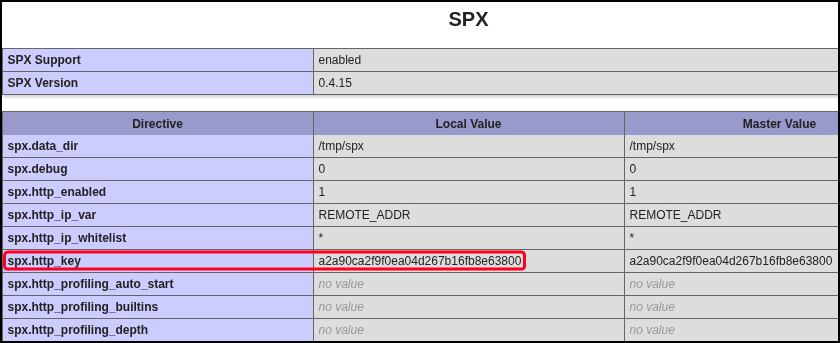 SPX
SPX Support enabled
SPX Version 0.4.15
Directive Local Value Master Value
spx.data_dir /tmp/spx /tmp/spx
spx.debug 0 0
spx.http_enabled 1 1
spx.http_ip_var REMOTE_ADDR REMOTE_ADDR
spx.http_ip_whitelist * *
spx.http_key a2a90ca2f9f0ea04d267b16fb8e63800 a2a90ca2f9f0ea04d267b16fb8e63800
spx.http_profiling_auto_start no value no value
spx.http_profiling_builtins no value no value
spx.http_profiling_depth no value no value